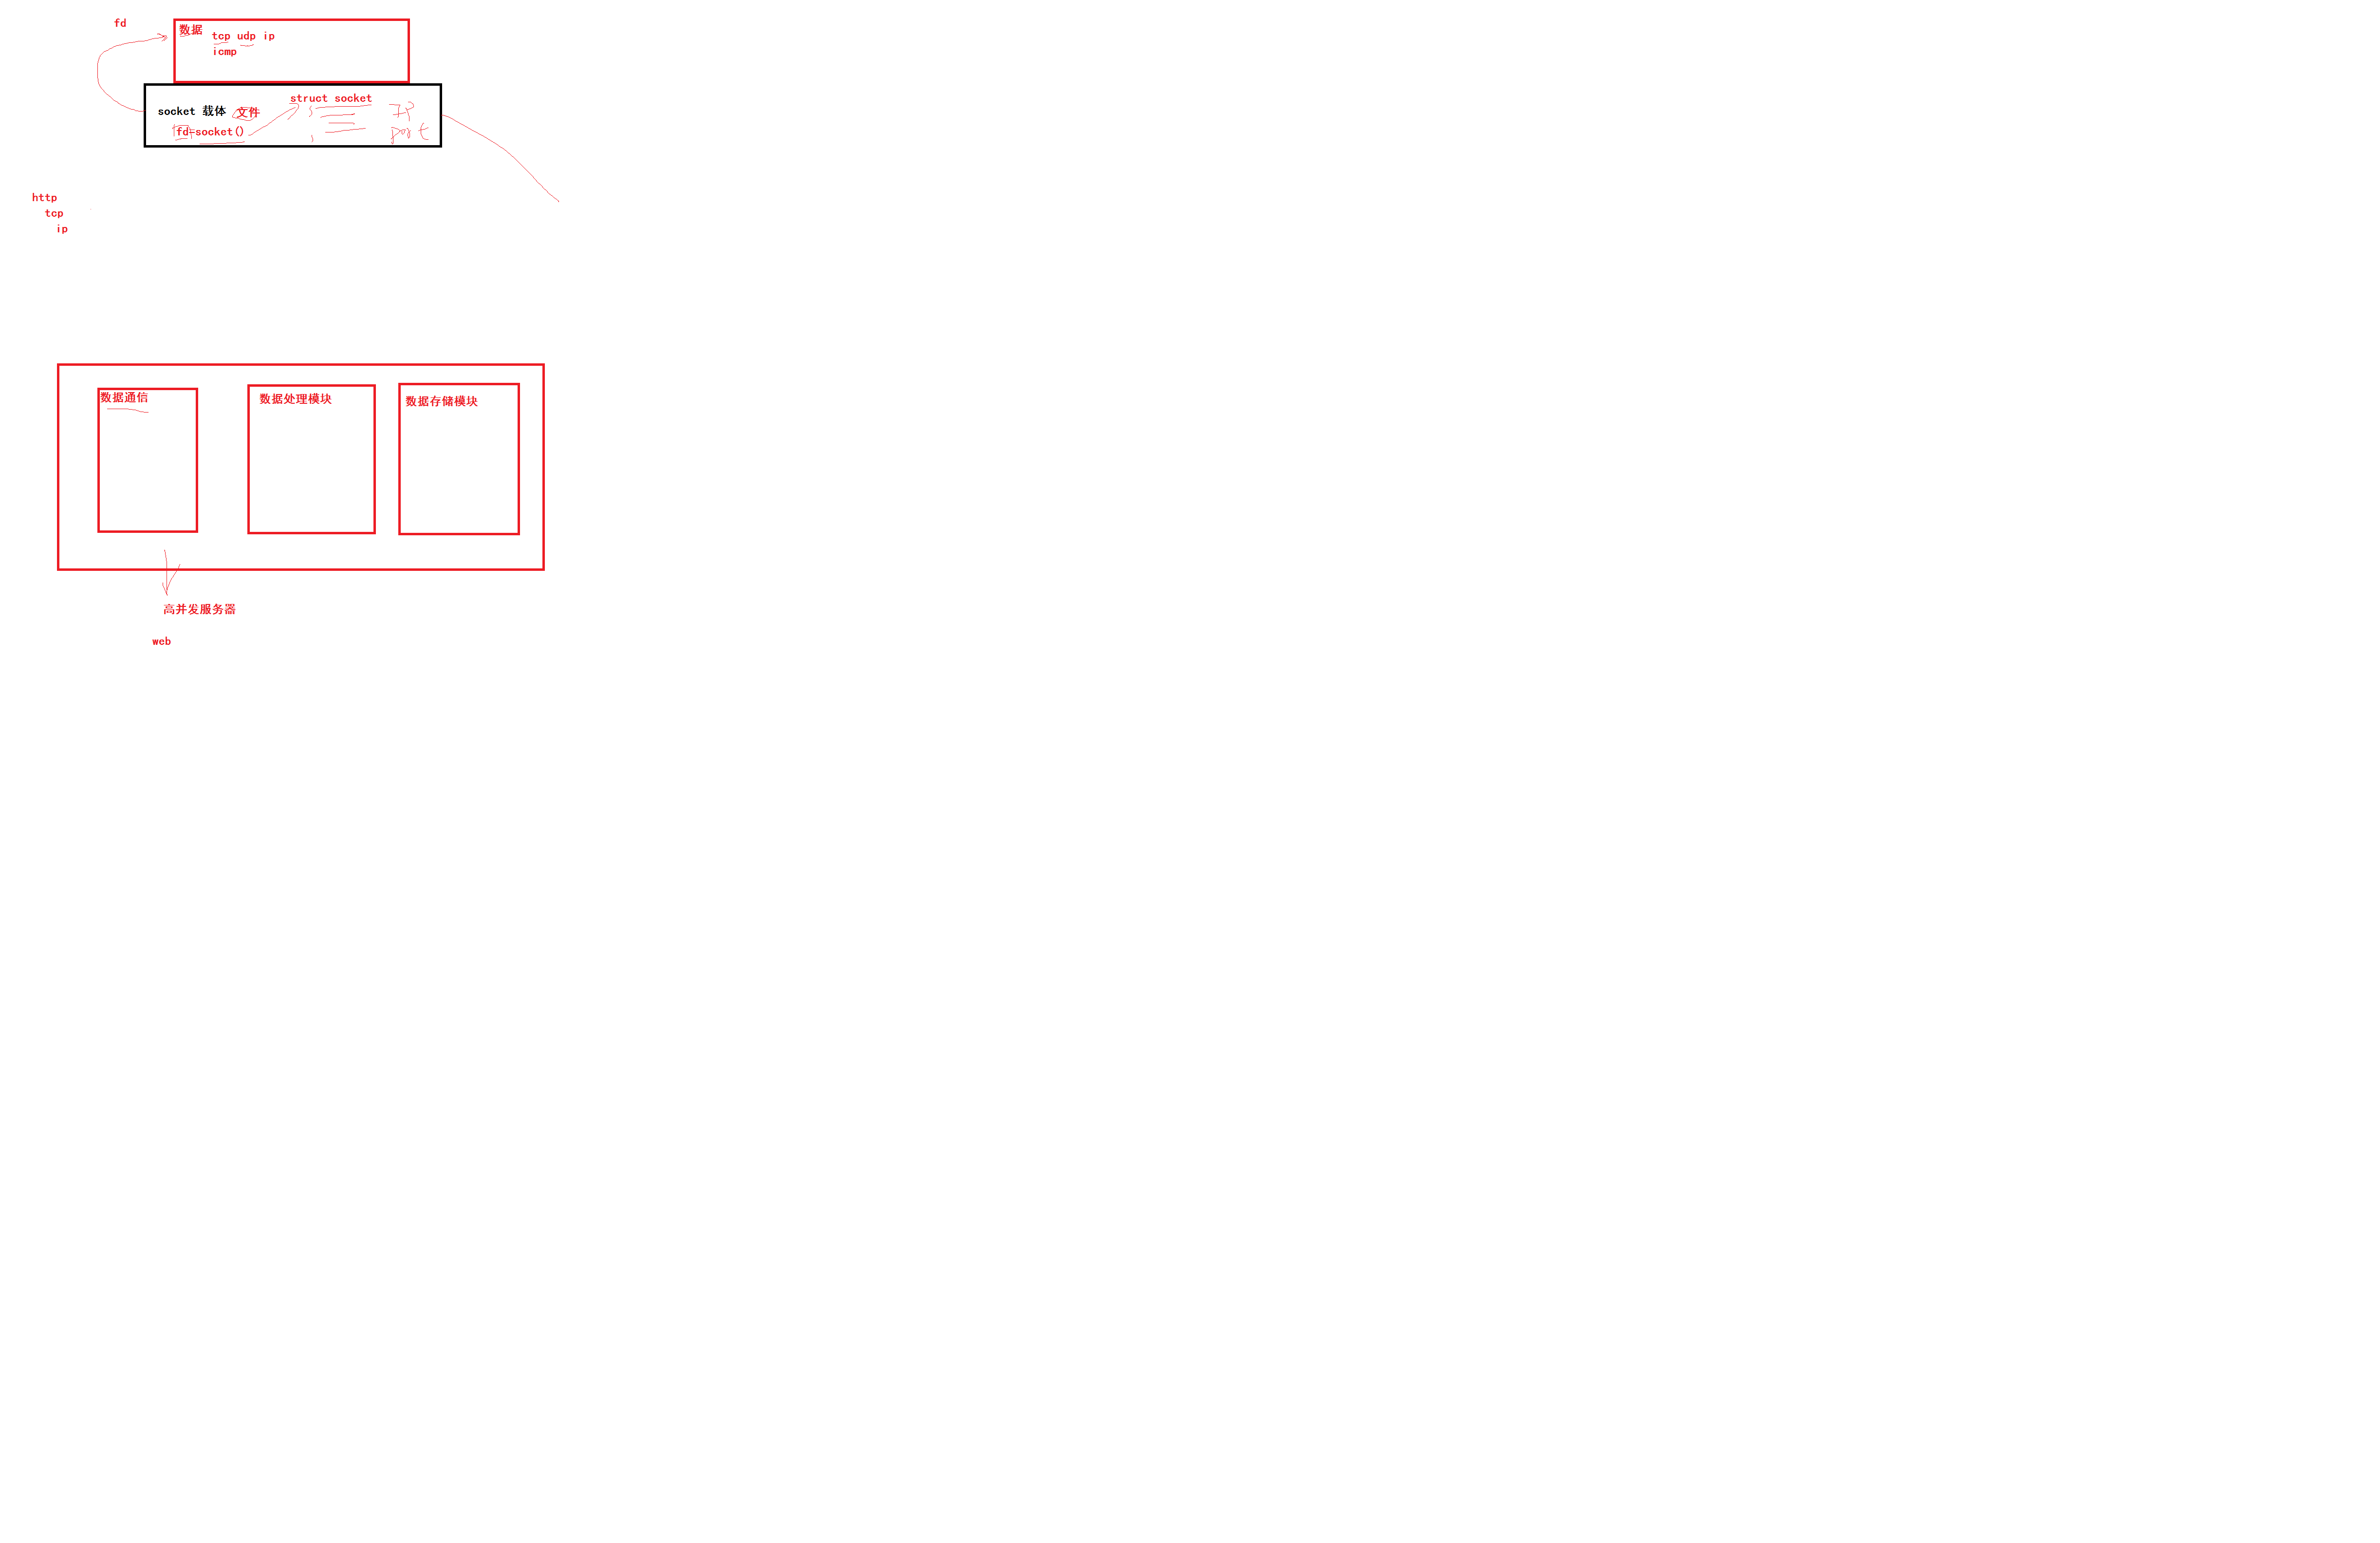 fd
数据
tcp udp ip
icmp
socket 载体 文件
struct socket
IP
fd=socket()
port
http
tcp
ip
数据通信
数据处理模块
数据存储模块
高并发服务器
web